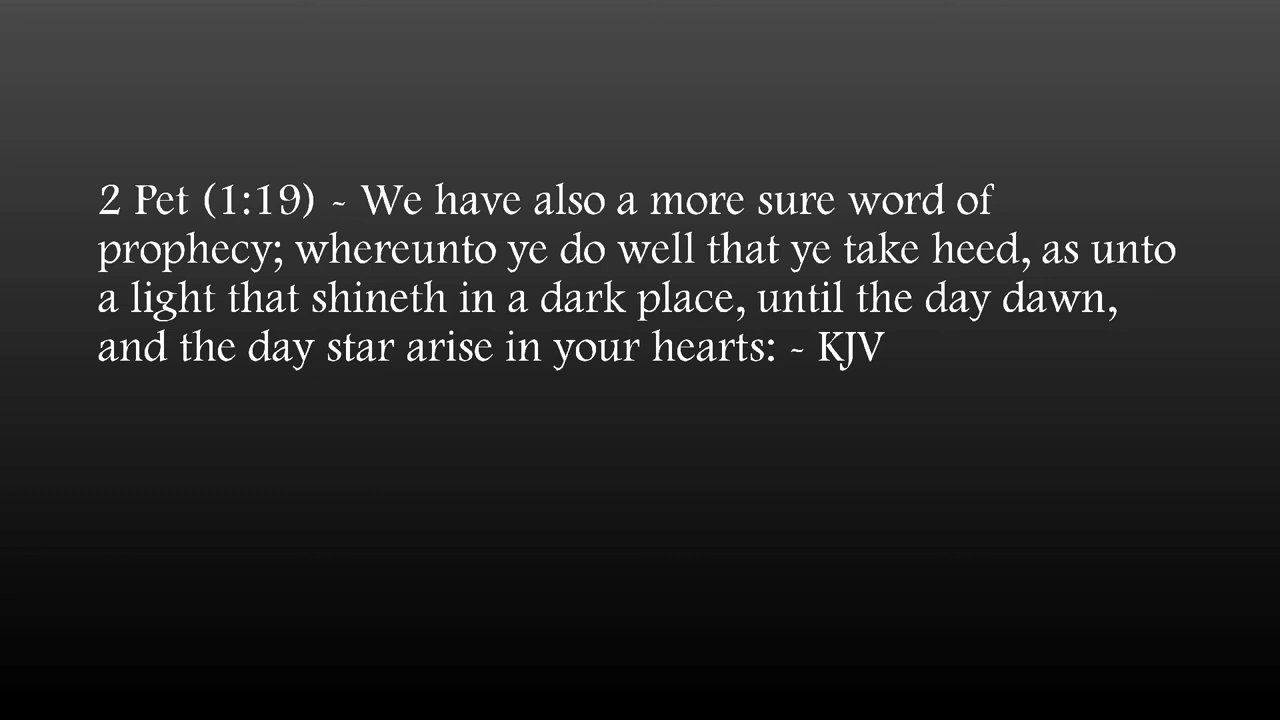 2 Pet (1:19) - We have also a more sure word of
prophecy; whereunto ye do well that ye take heed, as unto
a light that shineth in a dark place, until the day dawn,
and the day star arise in your hearts: - KJV